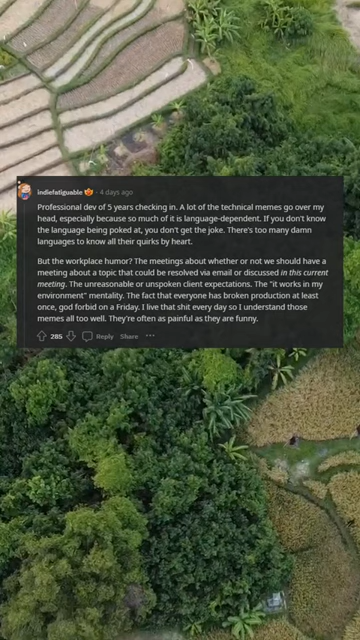 indiefatiguable · 4 days ago
Professional dev of 5 years checking in. A lot of the technical memes go over my
head, especially because so much of it is language-dependent. If you don't know
the language being poked at, you don't get the joke. There's too many damn
languages to know all their quirks by heart.
But the workplace humor? The meetings about whether or not we should have a
meeting about a topic that could be resolved via email or discussed in this current
meeting. The unreasonable or unspoken client expectations. The "it works in my
environment" mentality. The fact that everyone has broken production at least
once, god forbid on a Friday. I live that shit every day so I understand those
memes all too well. They're often as painful as they are funny.
285 Reply Share ···